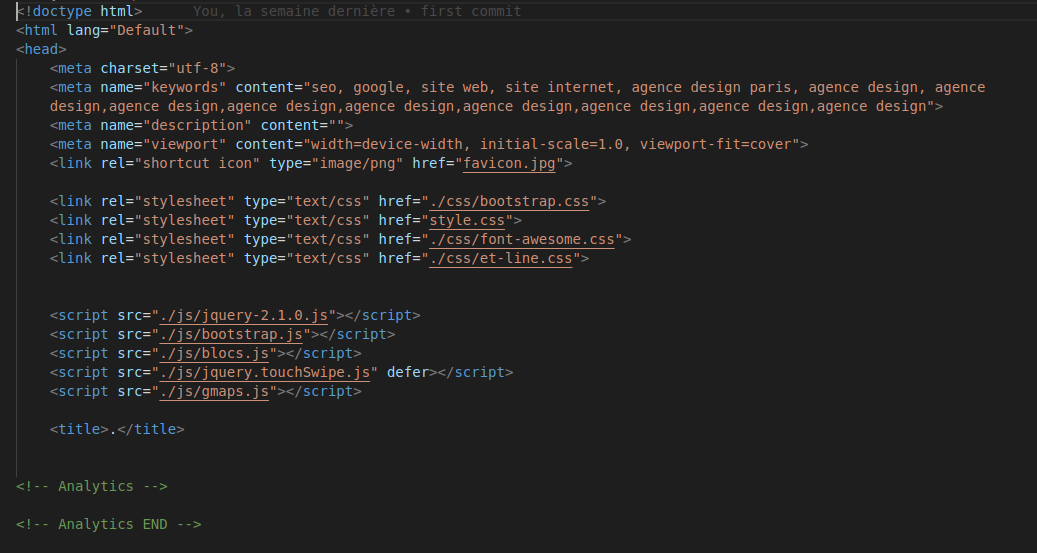 <!doctype html>      You, la semaine dernière • first commit
<html lang="Default">
<head>
    <meta charset="utf-8">
    <meta name="keywords" content="seo, google, site web, site internet, agence design paris, agence design, agence
    design,agence design,agence design,agence design,agence design,agence design,agence design,agence design">
    <meta name="description" content="">
    <meta name="viewport" content="width=device-width, initial-scale=1.0, viewport-fit=cover">
    <link rel="shortcut icon" type="image/png" href="favicon.jpg">

    <link rel="stylesheet" type="text/css" href="./css/bootstrap.css">
    <link rel="stylesheet" type="text/css" href="style.css">
    <link rel="stylesheet" type="text/css" href="./css/font-awesome.css">
    <link rel="stylesheet" type="text/css" href="./css/et-line.css">

    <script src="./js/jquery-2.1.0.js"></script>
    <script src="./js/bootstrap.js"></script>
    <script src="./js/blocs.js"></script>
    <script src="./js/jquery.touchSwipe.js" defer></script>
    <script src="./js/gmaps.js"></script>

    <title>.</title>

<!-- Analytics -->

<!-- Analytics END -->